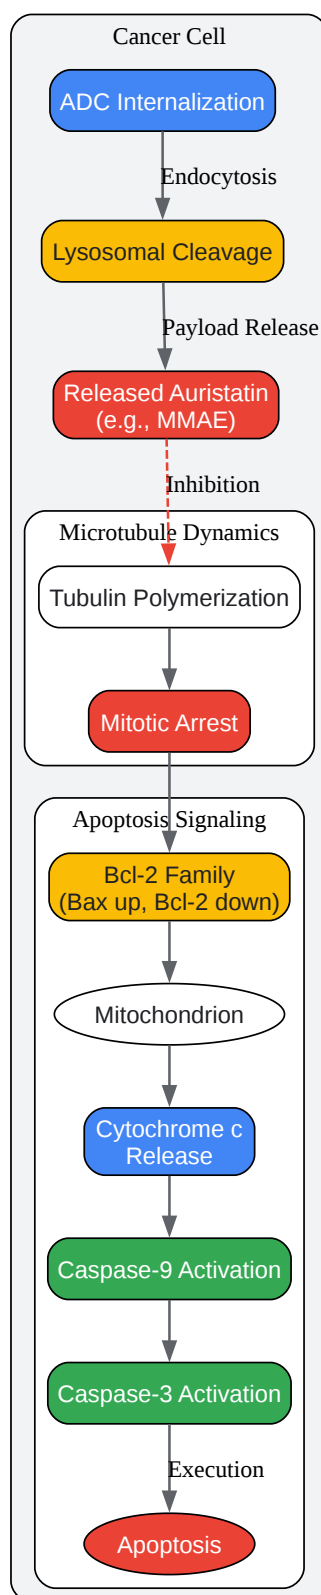 Cancer Cell
ADC Internalization
Endocytosis
Lysosomal Cleavage
Payload Release
Released Auristatin
(e.g., MMAE)
Inhibition
Microtubule Dynamics
Tubulin Polymerization
Mitotic Arrest
Apoptosis Signaling
Bcl-2 Family
(Bax up, Bcl-2 down)
Mitochondrion
Cytochrome c
Release
Caspase-9 Activation
Caspase-3 Activation
Execution
Apoptosis